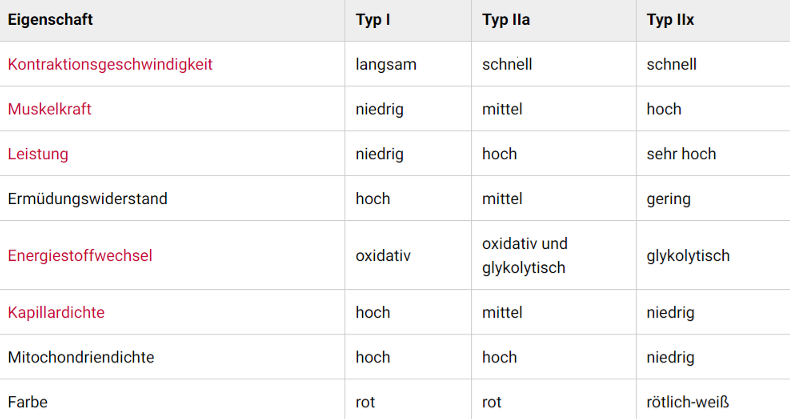 Eigenschaft Typ I Typ IIa Typ IIx
Kontraktionsgeschwindigkeit langsam schnell schnell
Muskelkraft niedrig mittel hoch
Leistung niedrig hoch sehr hoch
Ermüdungswiderstand hoch mittel gering
Energiestoffwechsel oxidativ oxidativ und glykolytisch glykolytisch
Kapillardichte hoch mittel niedrig
Mitochondriendichte hoch hoch niedrig
Farbe rot rot rötlich-weiß